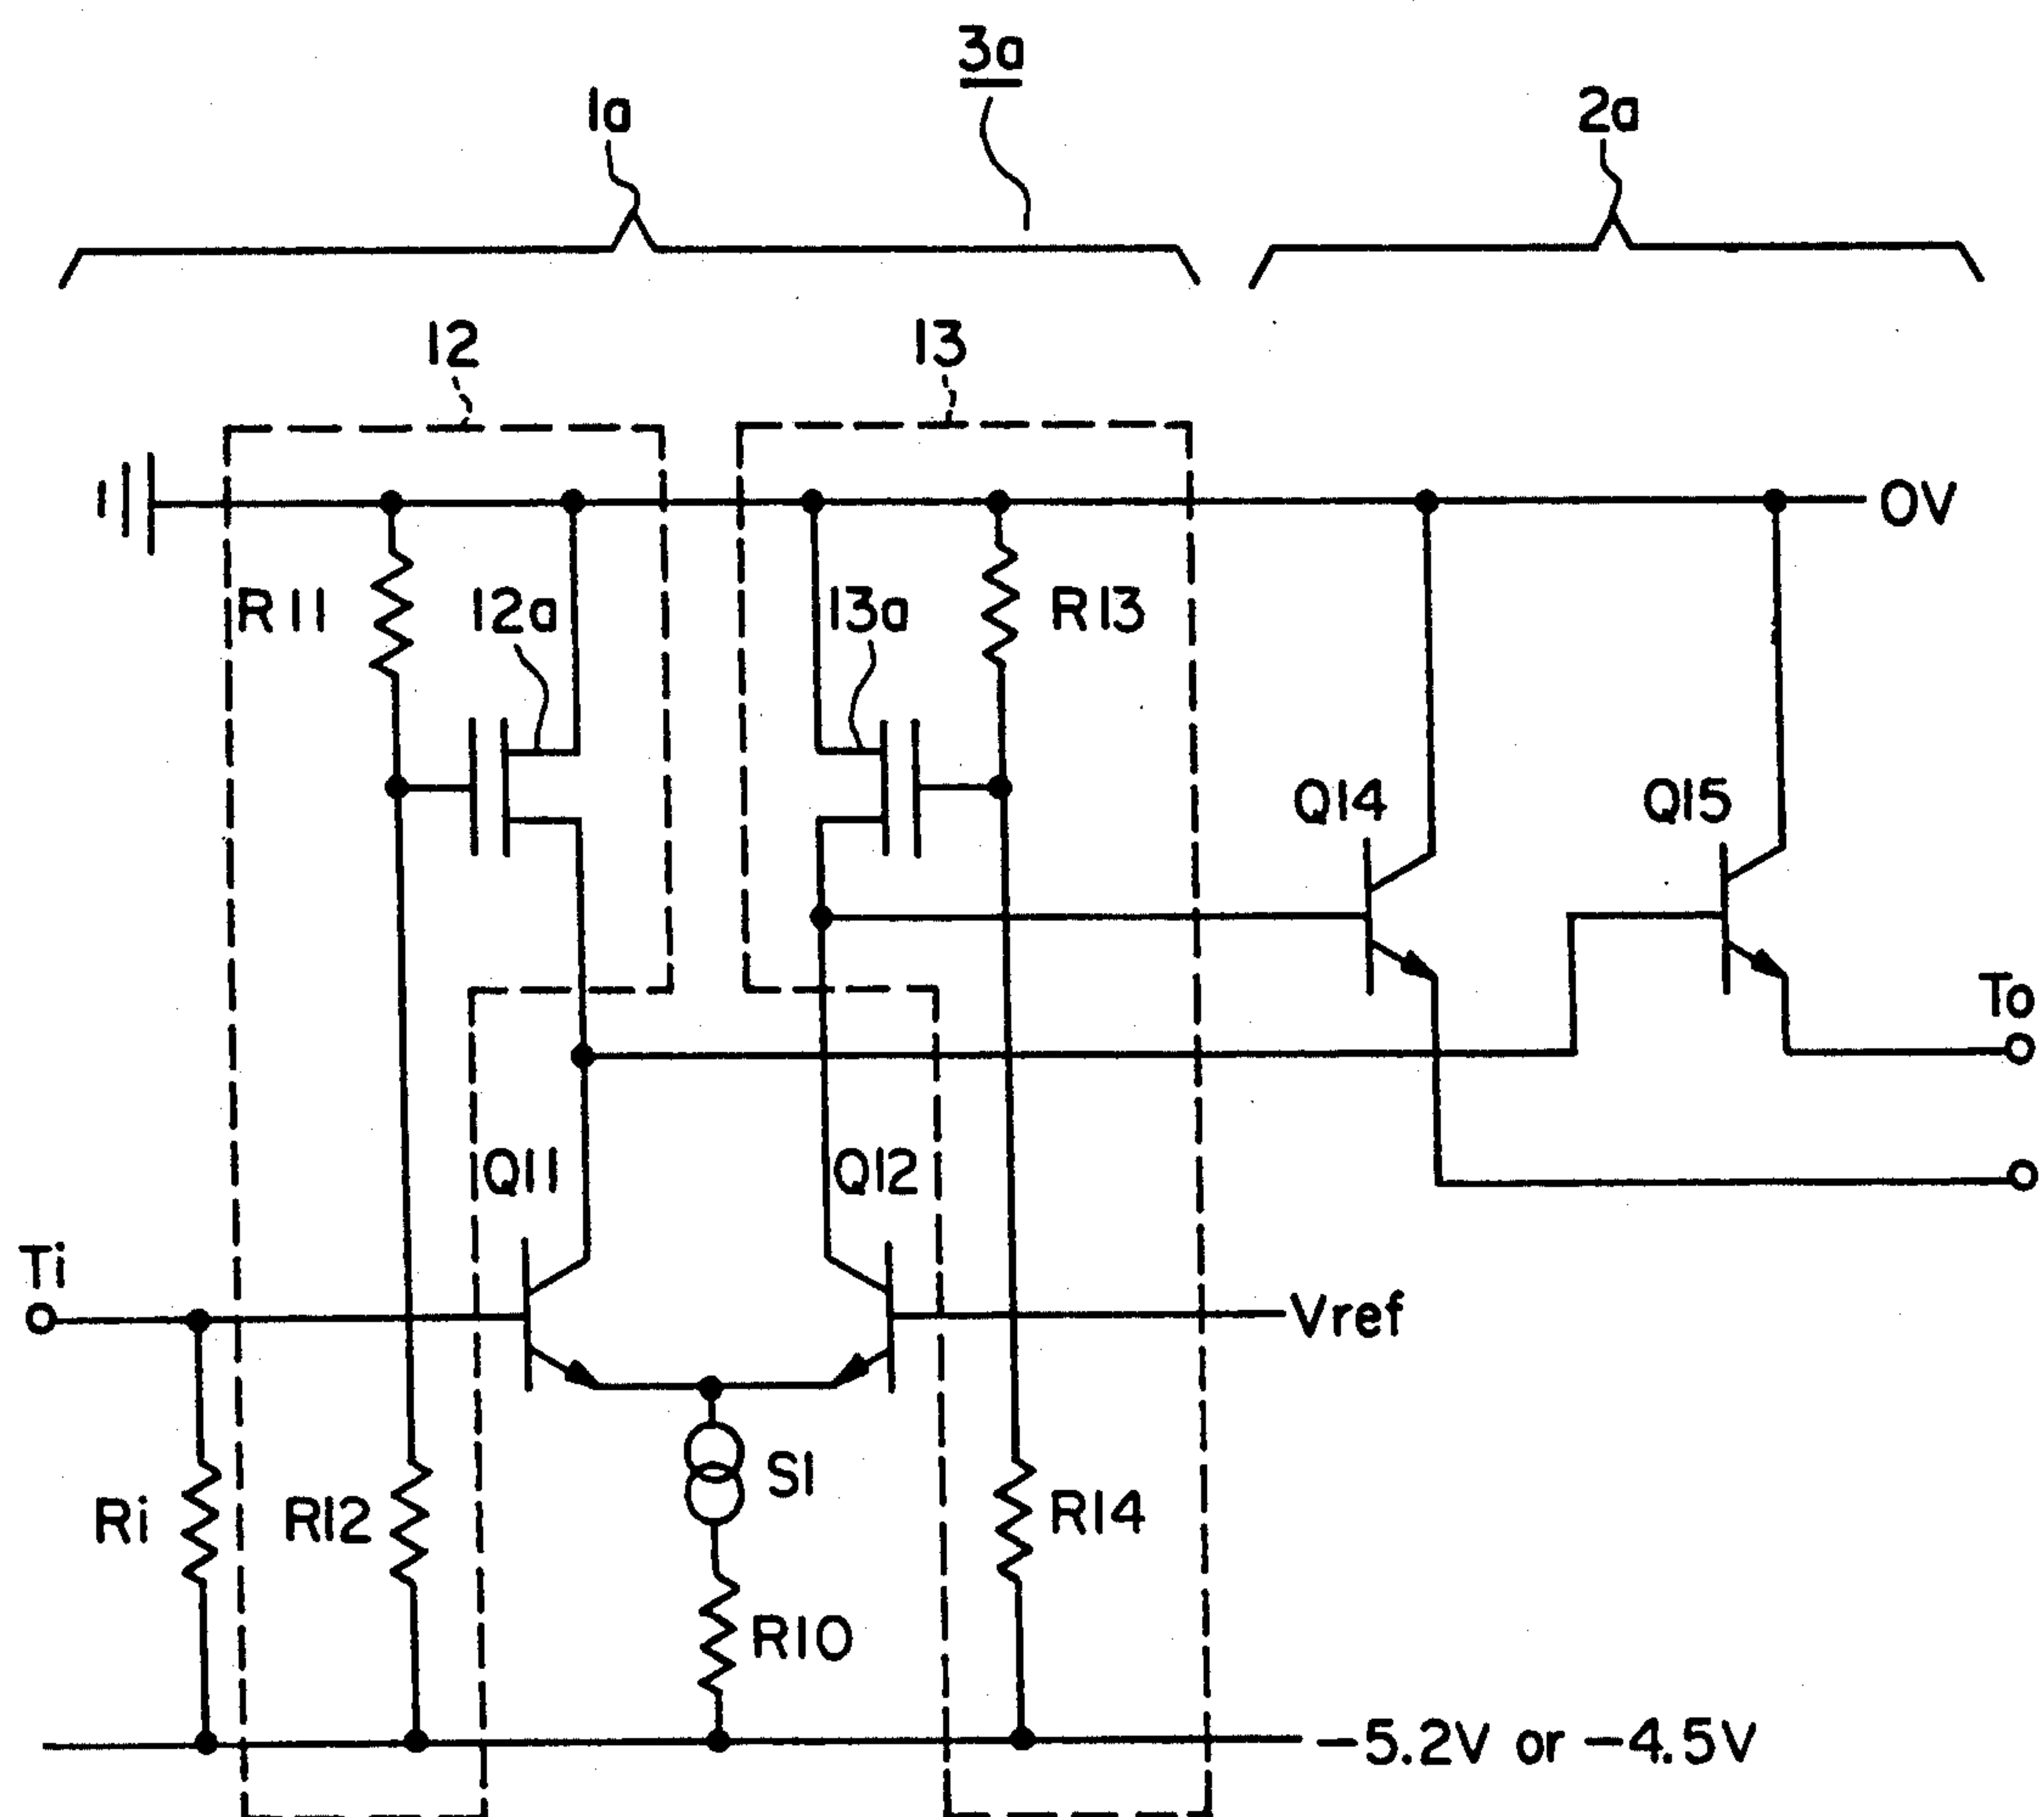 3a
1a
2a
12
13
0V
R11
12a
13a
R13
Q14
Q15
To
Q11
Q12
Ti
Vref
S1
Ri
R12
R14
R10
-5.2V or -4.5V